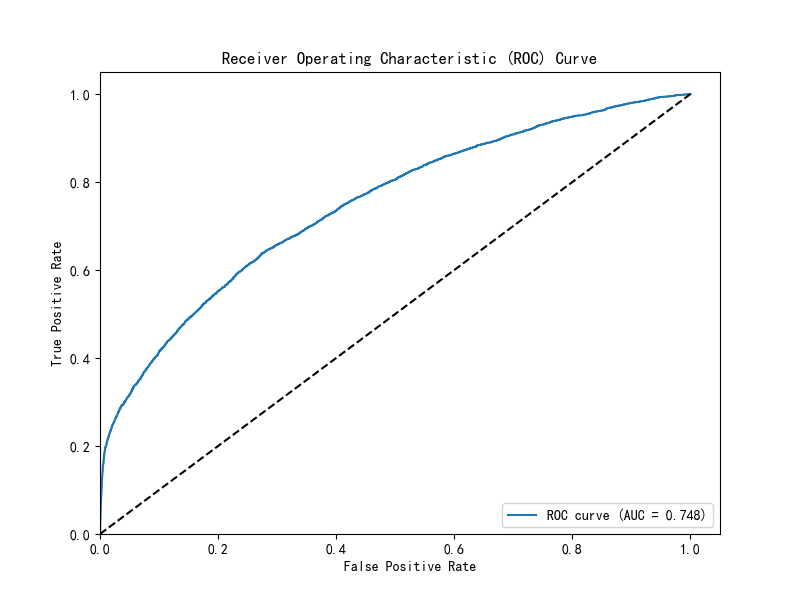 Receiver Operating Characteristic (ROC) Curve
1.0
0.8
0.6
0.4
0.2
0.0
True Positive Rate
ROC curve (AUC = 0.748)
0.0 0.2 0.4 0.6 0.8 1.0
False Positive Rate